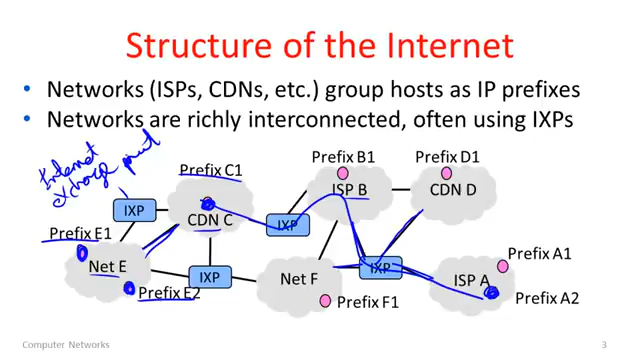 Structure of the Internet
• Networks (ISPs, CDNs, etc.) group hosts as IP prefixes
• Networks are richly interconnected, often using IXPs
Internet
exchange point
Prefix C1
Prefix B1
Prefix D1
IXP
CDN C
ISP B
CDN D
IXP
Prefix E1
Net E
Prefix E2
IXP
Net F
Prefix F1
IXP
ISP A
Prefix A1
Prefix A2
Computer Networks
3